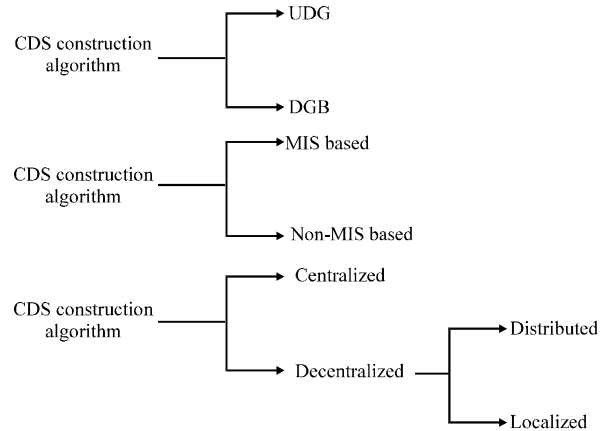 UDG
CDS construction
algorithm
DGB
MIS based
CDS construction
algorithm
Non-MIS based
Centralized
CDS construction
algorithm
Distributed
Decentralized
Localized